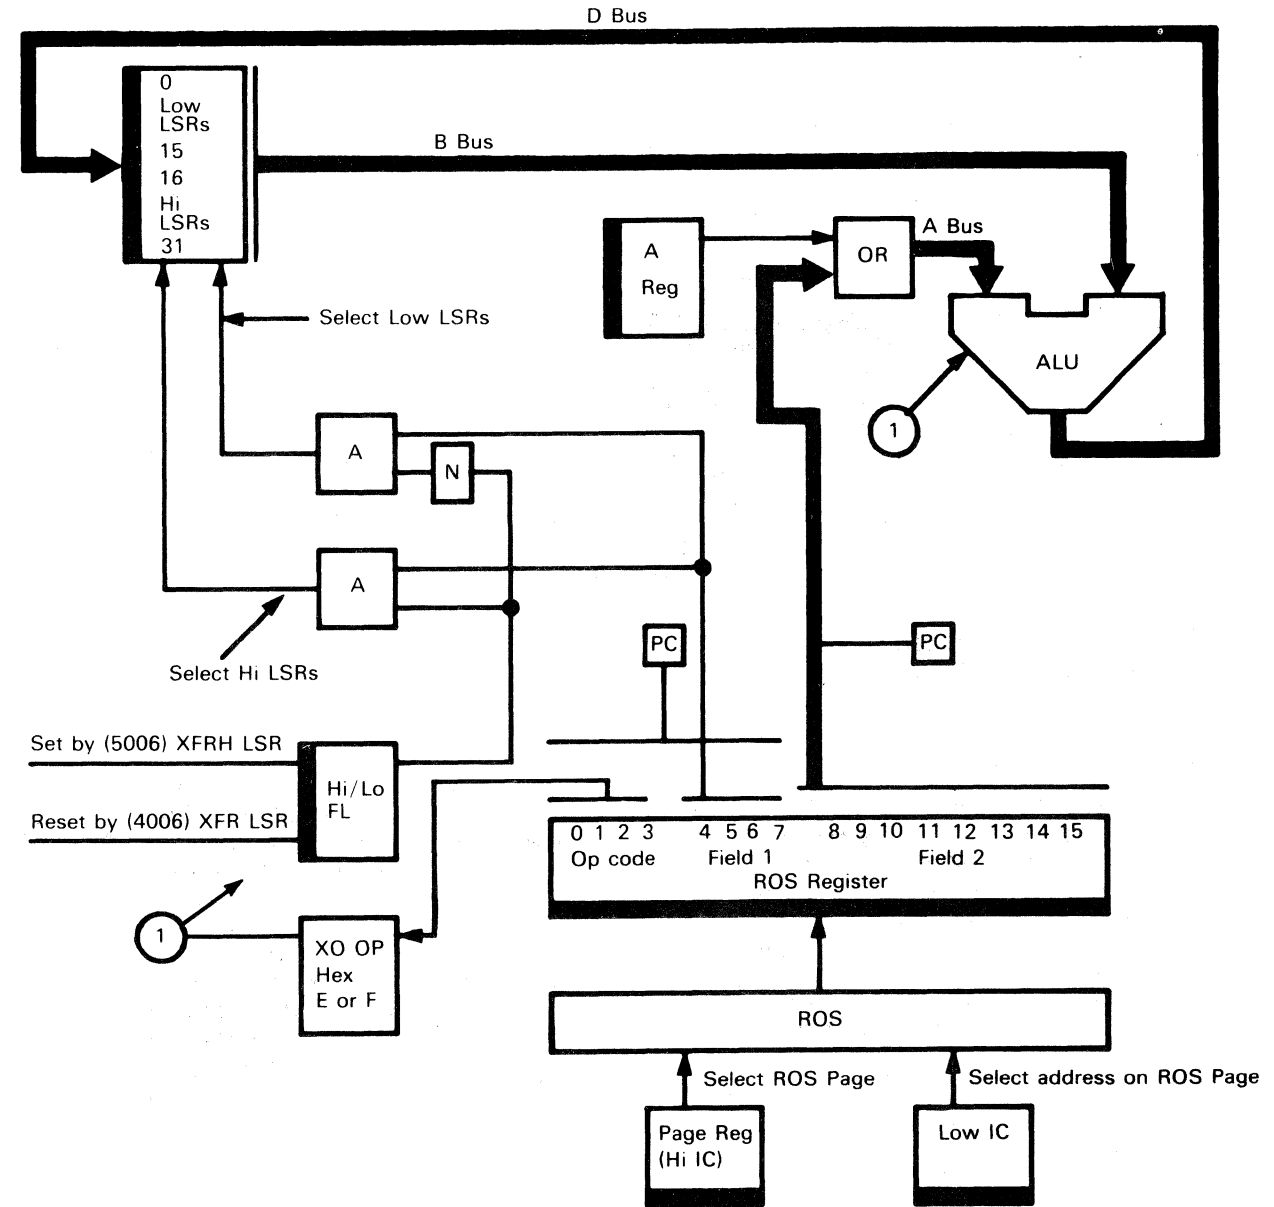 D Bus
0
Low
LSRs
15
16
Hi
LSRs
31
B Bus
A
Reg
OR
A Bus
ALU
1
Select Low LSRs
A
N
A
Select Hi LSRs
PC
PC
Set by (5006) XFRH LSR
Reset by (4006) XFR LSR
Hi/Lo
FL
0 1 2 3 4 5 6 7 8 9 10 11 12 13 14 15
Op code Field 1 Field 2
ROS Register
1
XO OP
Hex
E or F
ROS
Select ROS Page
Select address on ROS Page
Page Reg
(Hi IC)
Low IC